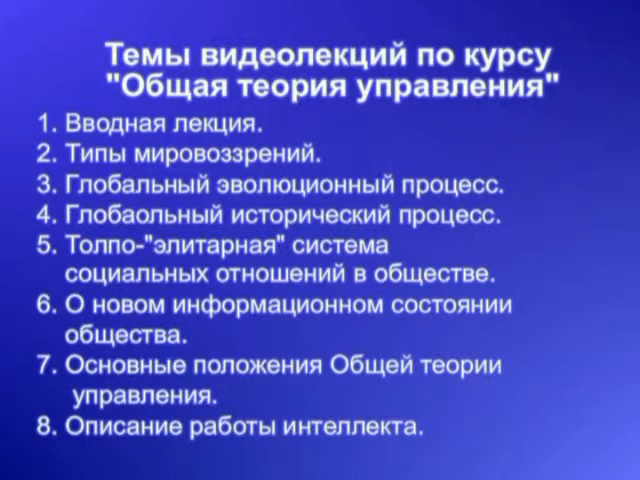 Темы видеолекций по курсу
"Общая теория управления"
1. Вводная лекция.
2. Типы мировоззрений.
3. Глобальный эволюционный процесс.
4. Глобаольный исторический процесс.
5. Толпо-"элитарная" система
социальных отношений в обществе.
6. О новом информационном состоянии
общества.
7. Основные положения Общей теории
управления.
8. Описание работы интеллекта.